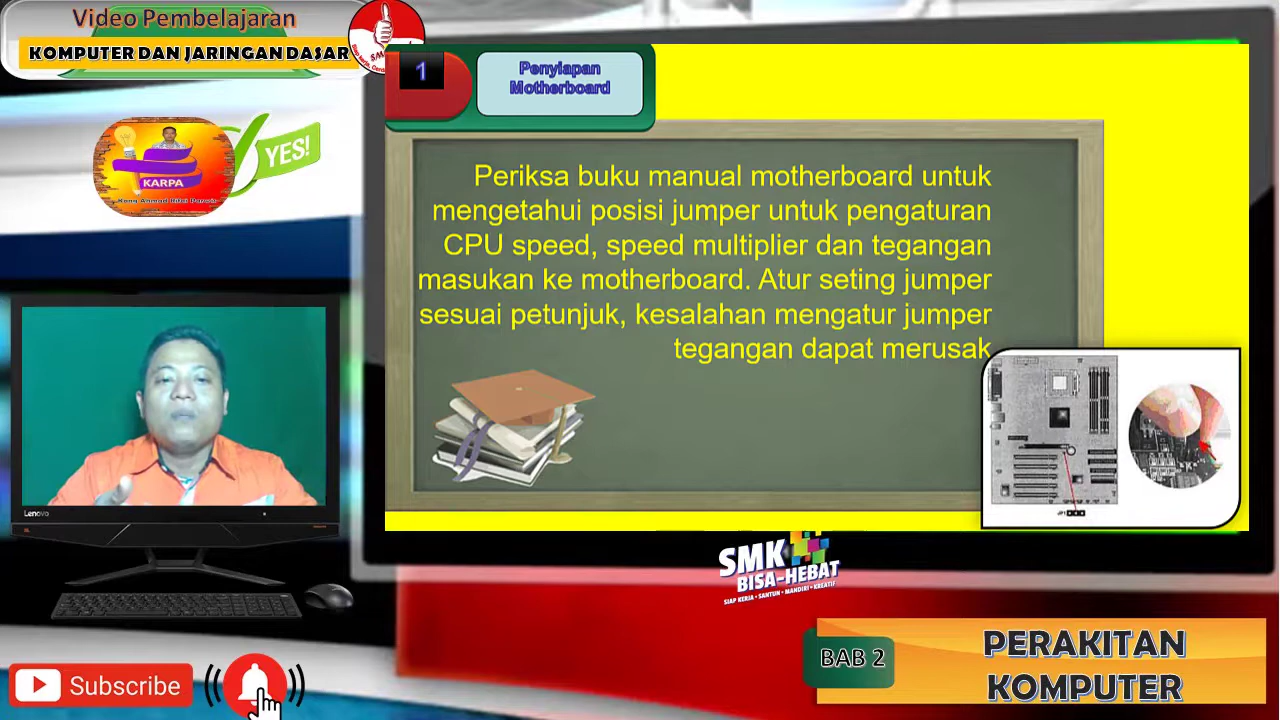 Video Pembelajaran
KOMPUTER DAN JARINGAN DASAR
1
Penyiapan
Motherboard
YES!
KARPA
Periksa buku manual motherboard untuk
mengetahui posisi jumper untuk pengaturan
CPU speed, speed multiplier dan tegangan
masukan ke motherboard. Atur seting jumper
sesuai petunjuk, kesalahan mengatur jumper
tegangan dapat merusak
Lenovo
SMK
BISA-HEBAT
SIAP KERJA • SANTUN • MANDIRI • KREATIF
BAB 2
PERAKITAN
KOMPUTER
Subscribe